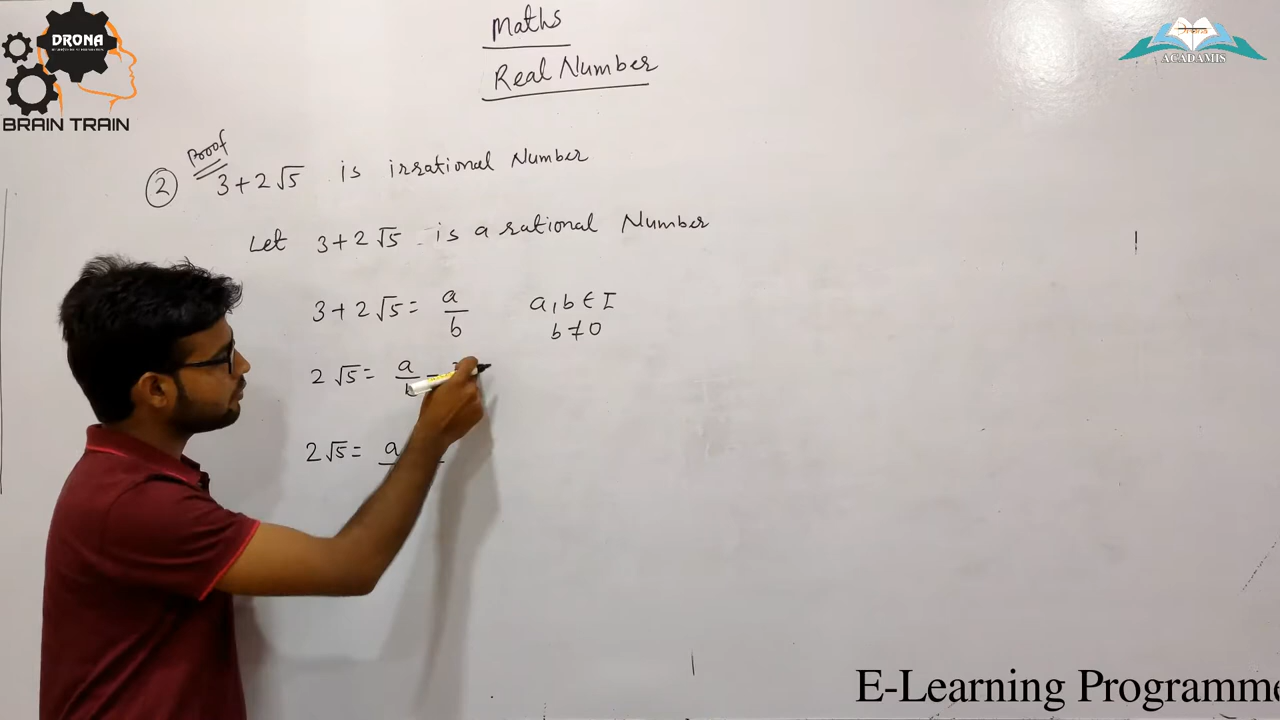 DRONA
BRAIN TRAIN
Maths
Real Number
ACADAMIS
② Proof
3+2√5 is irrational Number
Let 3+2√5 is a rational Number
3+2√5 = a/b a,b ∈ I
b≠0
2√5 = a/b -
2√5 = a
E-Learning Programme